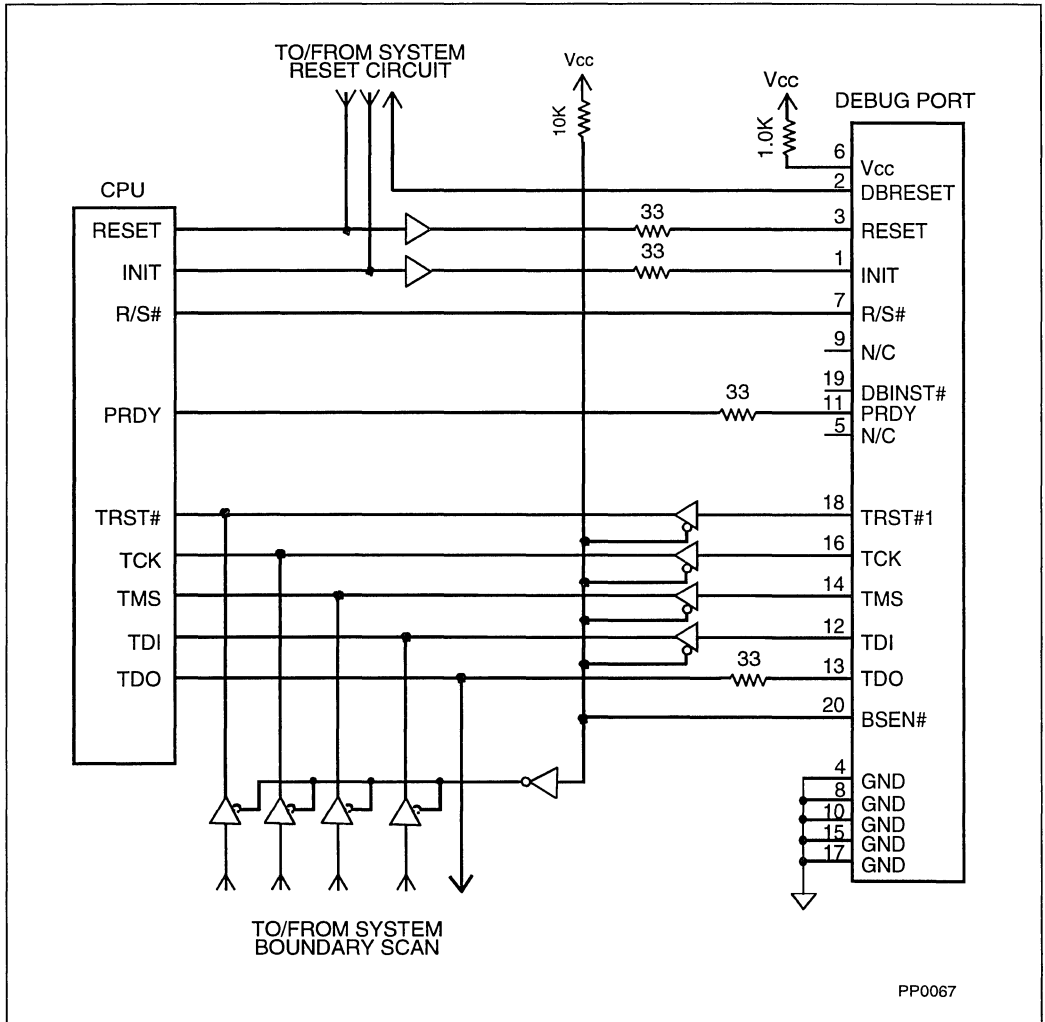 TO/FROM SYSTEM
RESET CIRCUIT
Vcc
10K
Vcc
1.0K
DEBUG PORT
CPU
6
Vcc
2
DBRESET
RESET
33
3
RESET
INIT
33
1
INIT
R/S#
7
R/S#
9
N/C
19
DBINST#
PRDY
33
11
PRDY
5
N/C
TRST#
18
TRST#1
TCK
16
TCK
TMS
14
TMS
TDI
12
TDI
TDO
33
13
TDO
20
BSEN#
4
GND
8
GND
10
GND
15
GND
17
GND
TO/FROM SYSTEM
BOUNDARY SCAN
PP0067